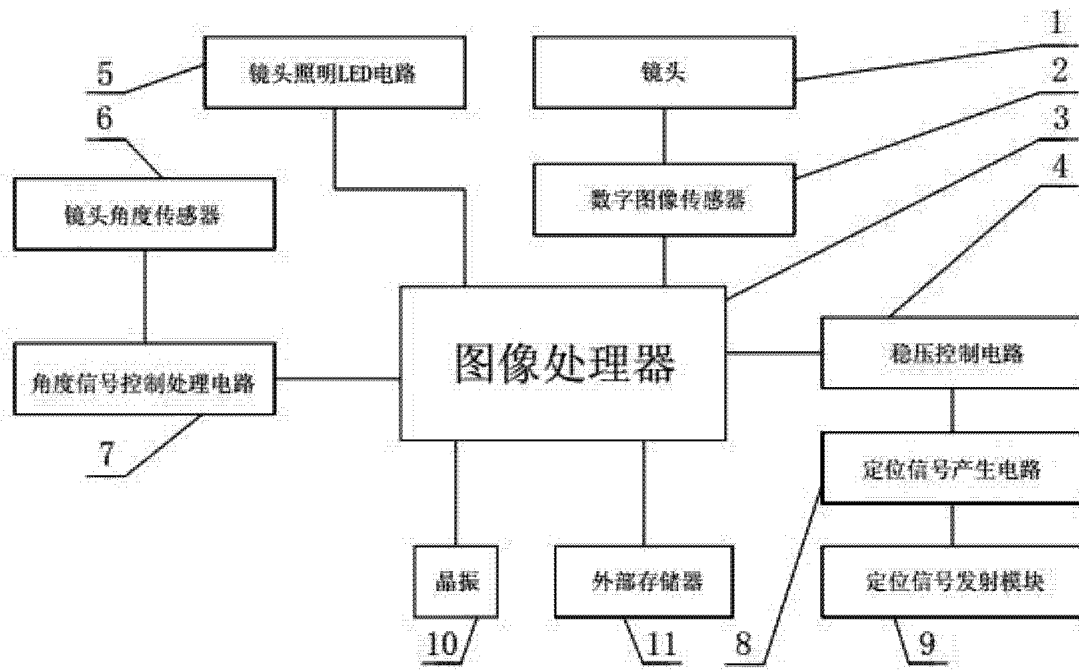 1
5
镜头照明LED电路
镜头
2
6
3
镜头角度传感器
数字图像传感器
4
图像处理器
稳压控制电路
角度信号控制处理电路
7
定位信号产生电路
晶振
外部存储器
定位信号发射模块
10
11
8
9